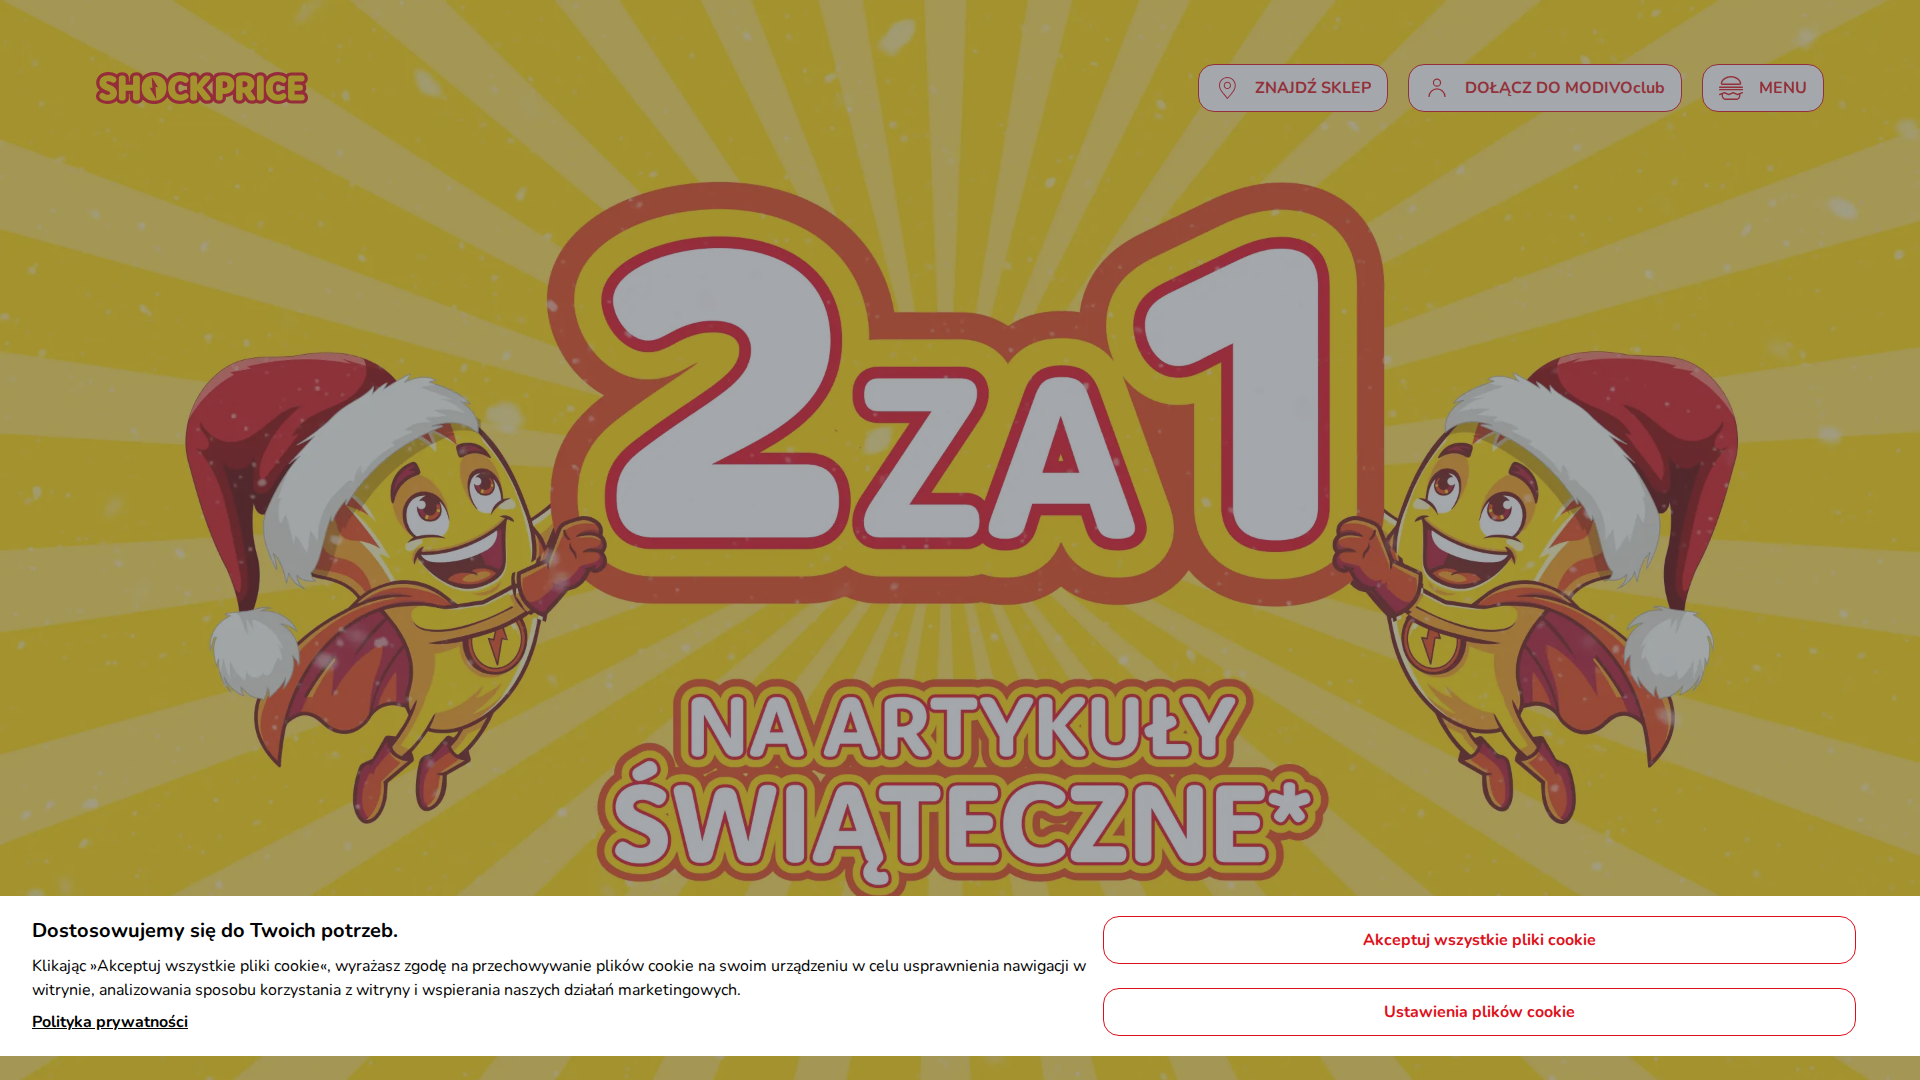 SHOCKPRICE
ZNAJDŹ SKLEP
DOŁĄCZ DO MODIVOclub
MENU
2 ZA 1
NA ARTYKUŁY
ŚWIĄTECZNE*
Dostosowujemy się do Twoich potrzeb.
Klikając »Akceptuj wszystkie pliki cookie«, wyrażasz zgodę na przechowywanie plików cookie na swoim urządzeniu w celu usprawnienia nawigacji w
witrynie, analizowania sposobu korzystania z witryny i wspierania naszych działań marketingowych.
Polityka prywatności
Akceptuj wszystkie pliki cookie
Ustawienia plików cookie